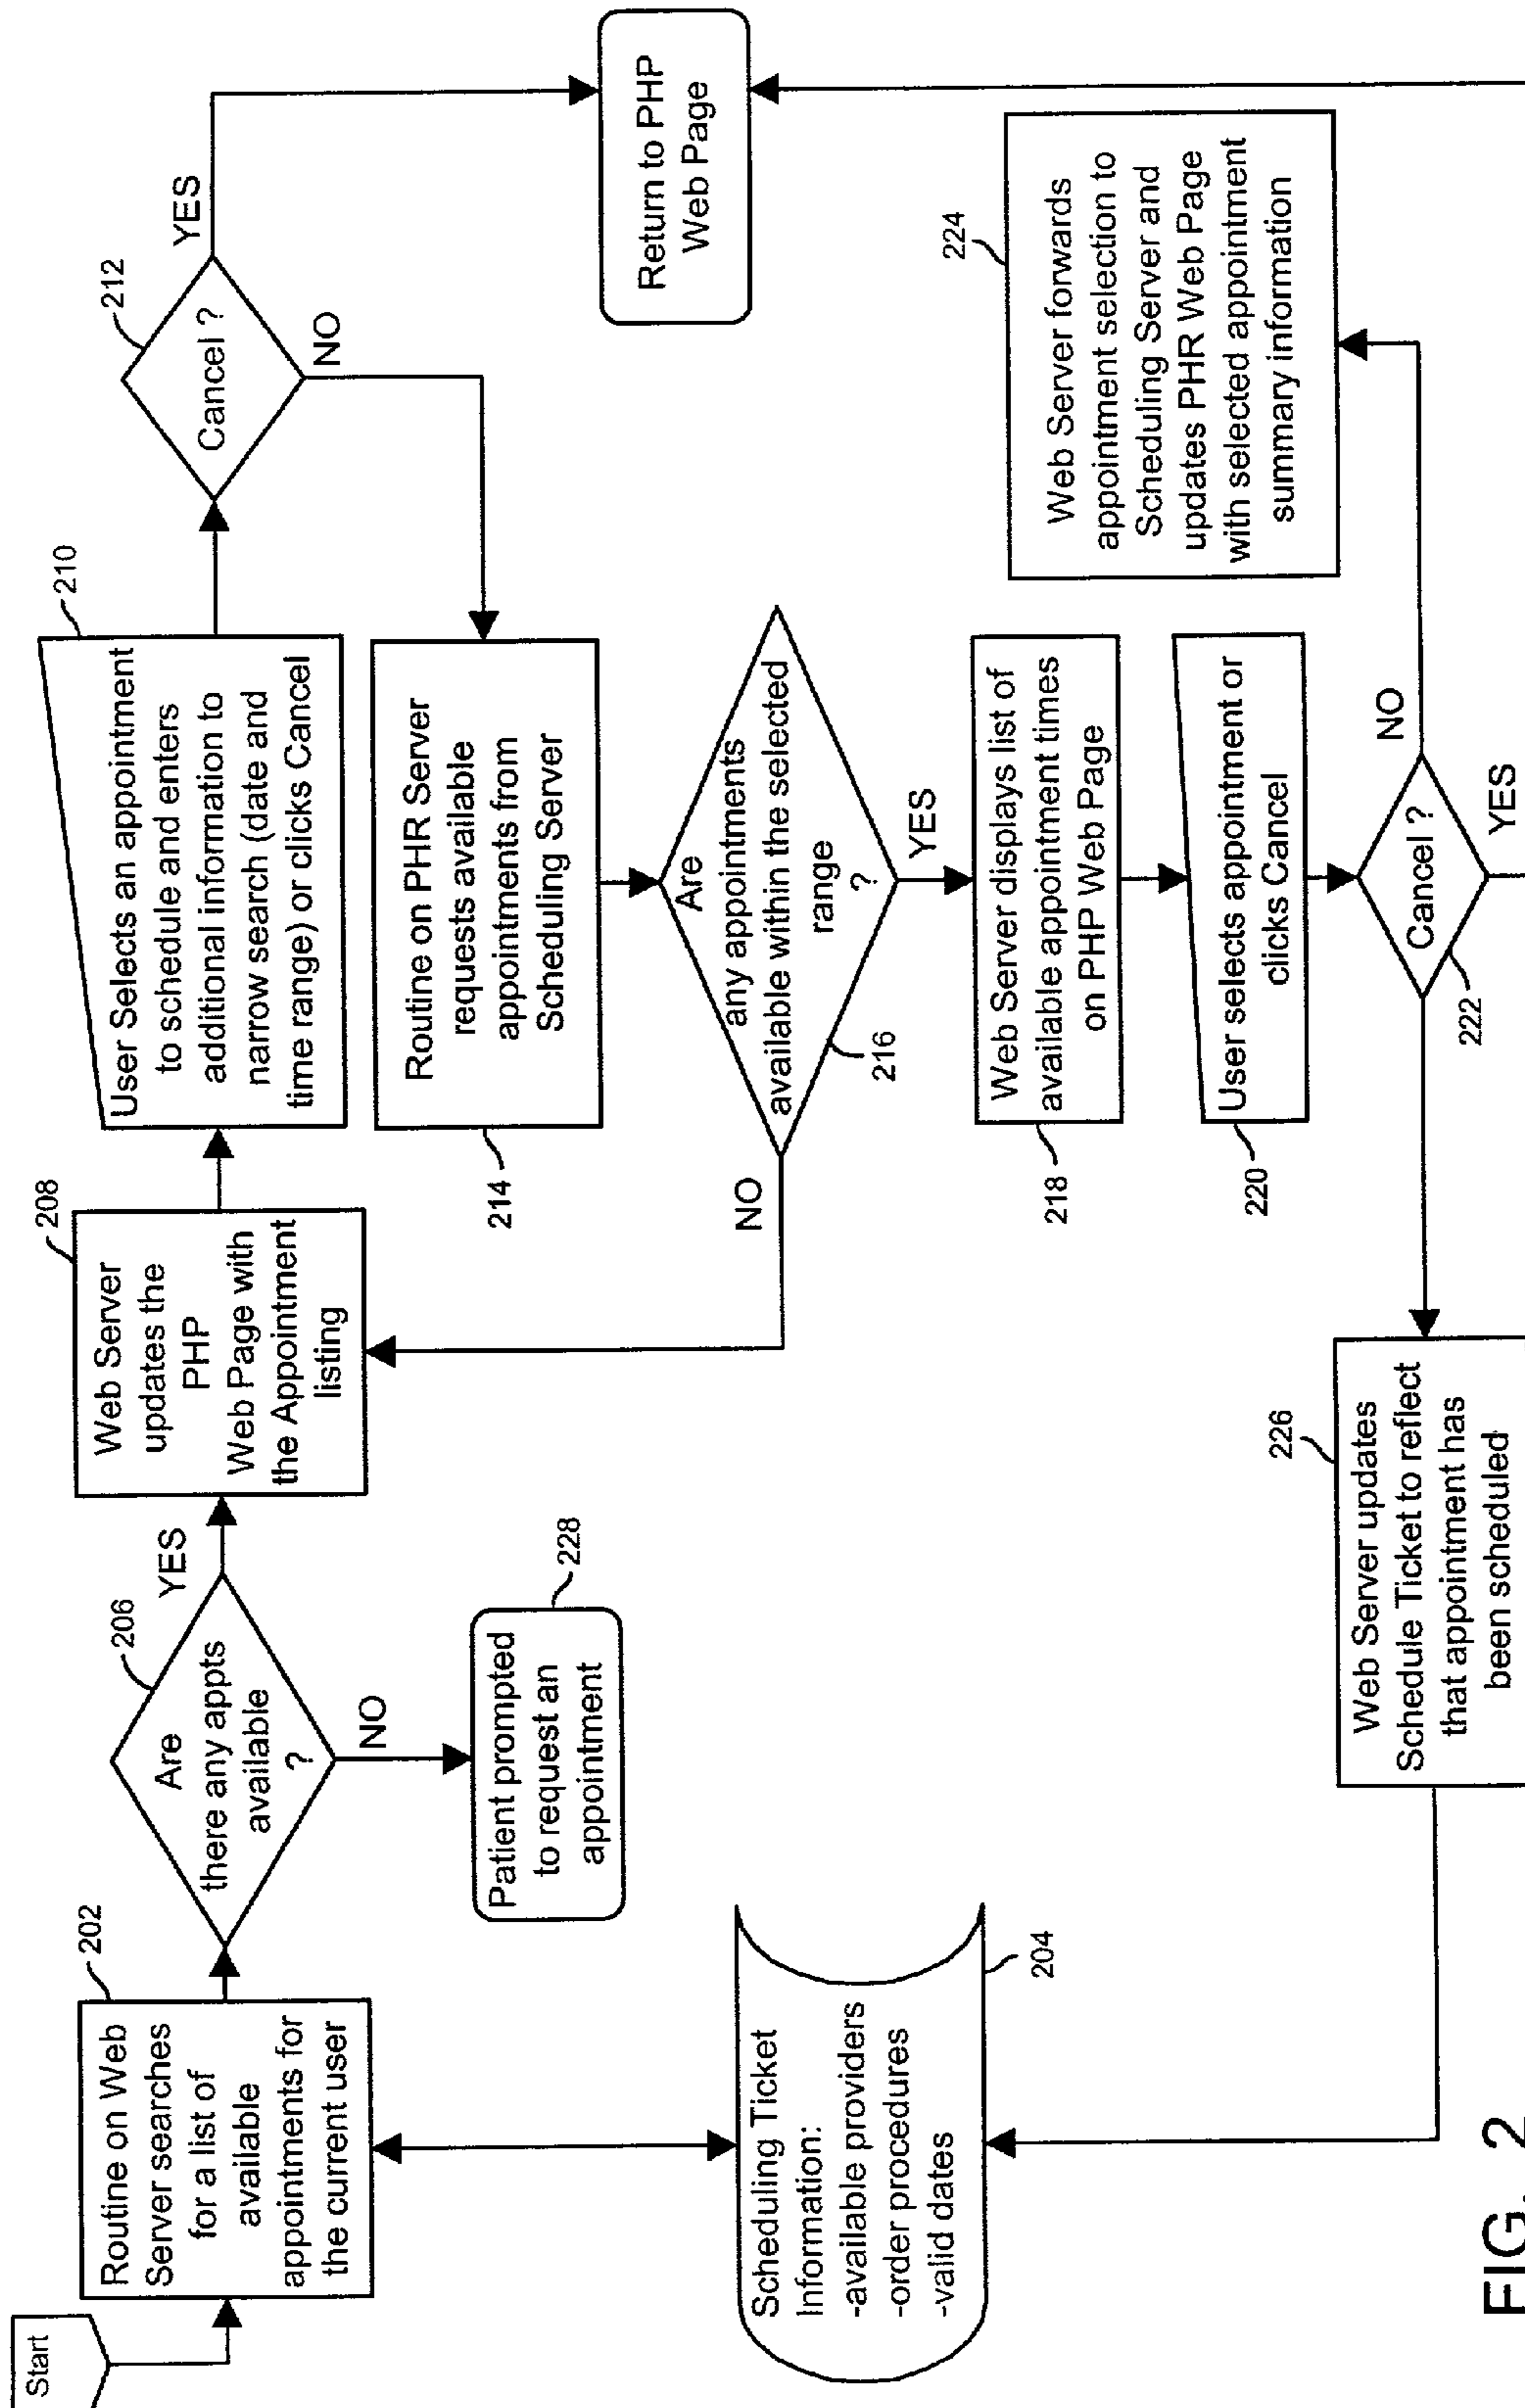 Start
202
Routine on Web
Server searches
for a list of
available
appointments for
the current user
206
Are
there any appts
available
?
YES
NO
228
Patient prompted
to request an
appointment
208
Web Server
updates the
PHP
Web Page with
the Appointment
listing
210
User Selects an appointment
to schedule and enters
additional information to
narrow search (date and
time range) or clicks Cancel
212
Cancel ?
YES
NO
Return to PHP
Web Page
214
Routine on PHR Server
requests available
appointments from
Scheduling Server
Are
any appointments
available within the selected
range
?
216
NO
YES
218
Web Server displays list of
available appointment times
on PHP Web Page
220
User selects appointment or
clicks Cancel
Cancel ?
222
NO
YES
224
Web Server forwards
appointment selection to
Scheduling Server and
updates PHR Web Page
with selected appointment
summary information
226
Web Server updates
Schedule Ticket to reflect
that appointment has
been scheduled
204
Scheduling Ticket
Information:
-available providers
-order procedures
-valid dates
FIG. 2